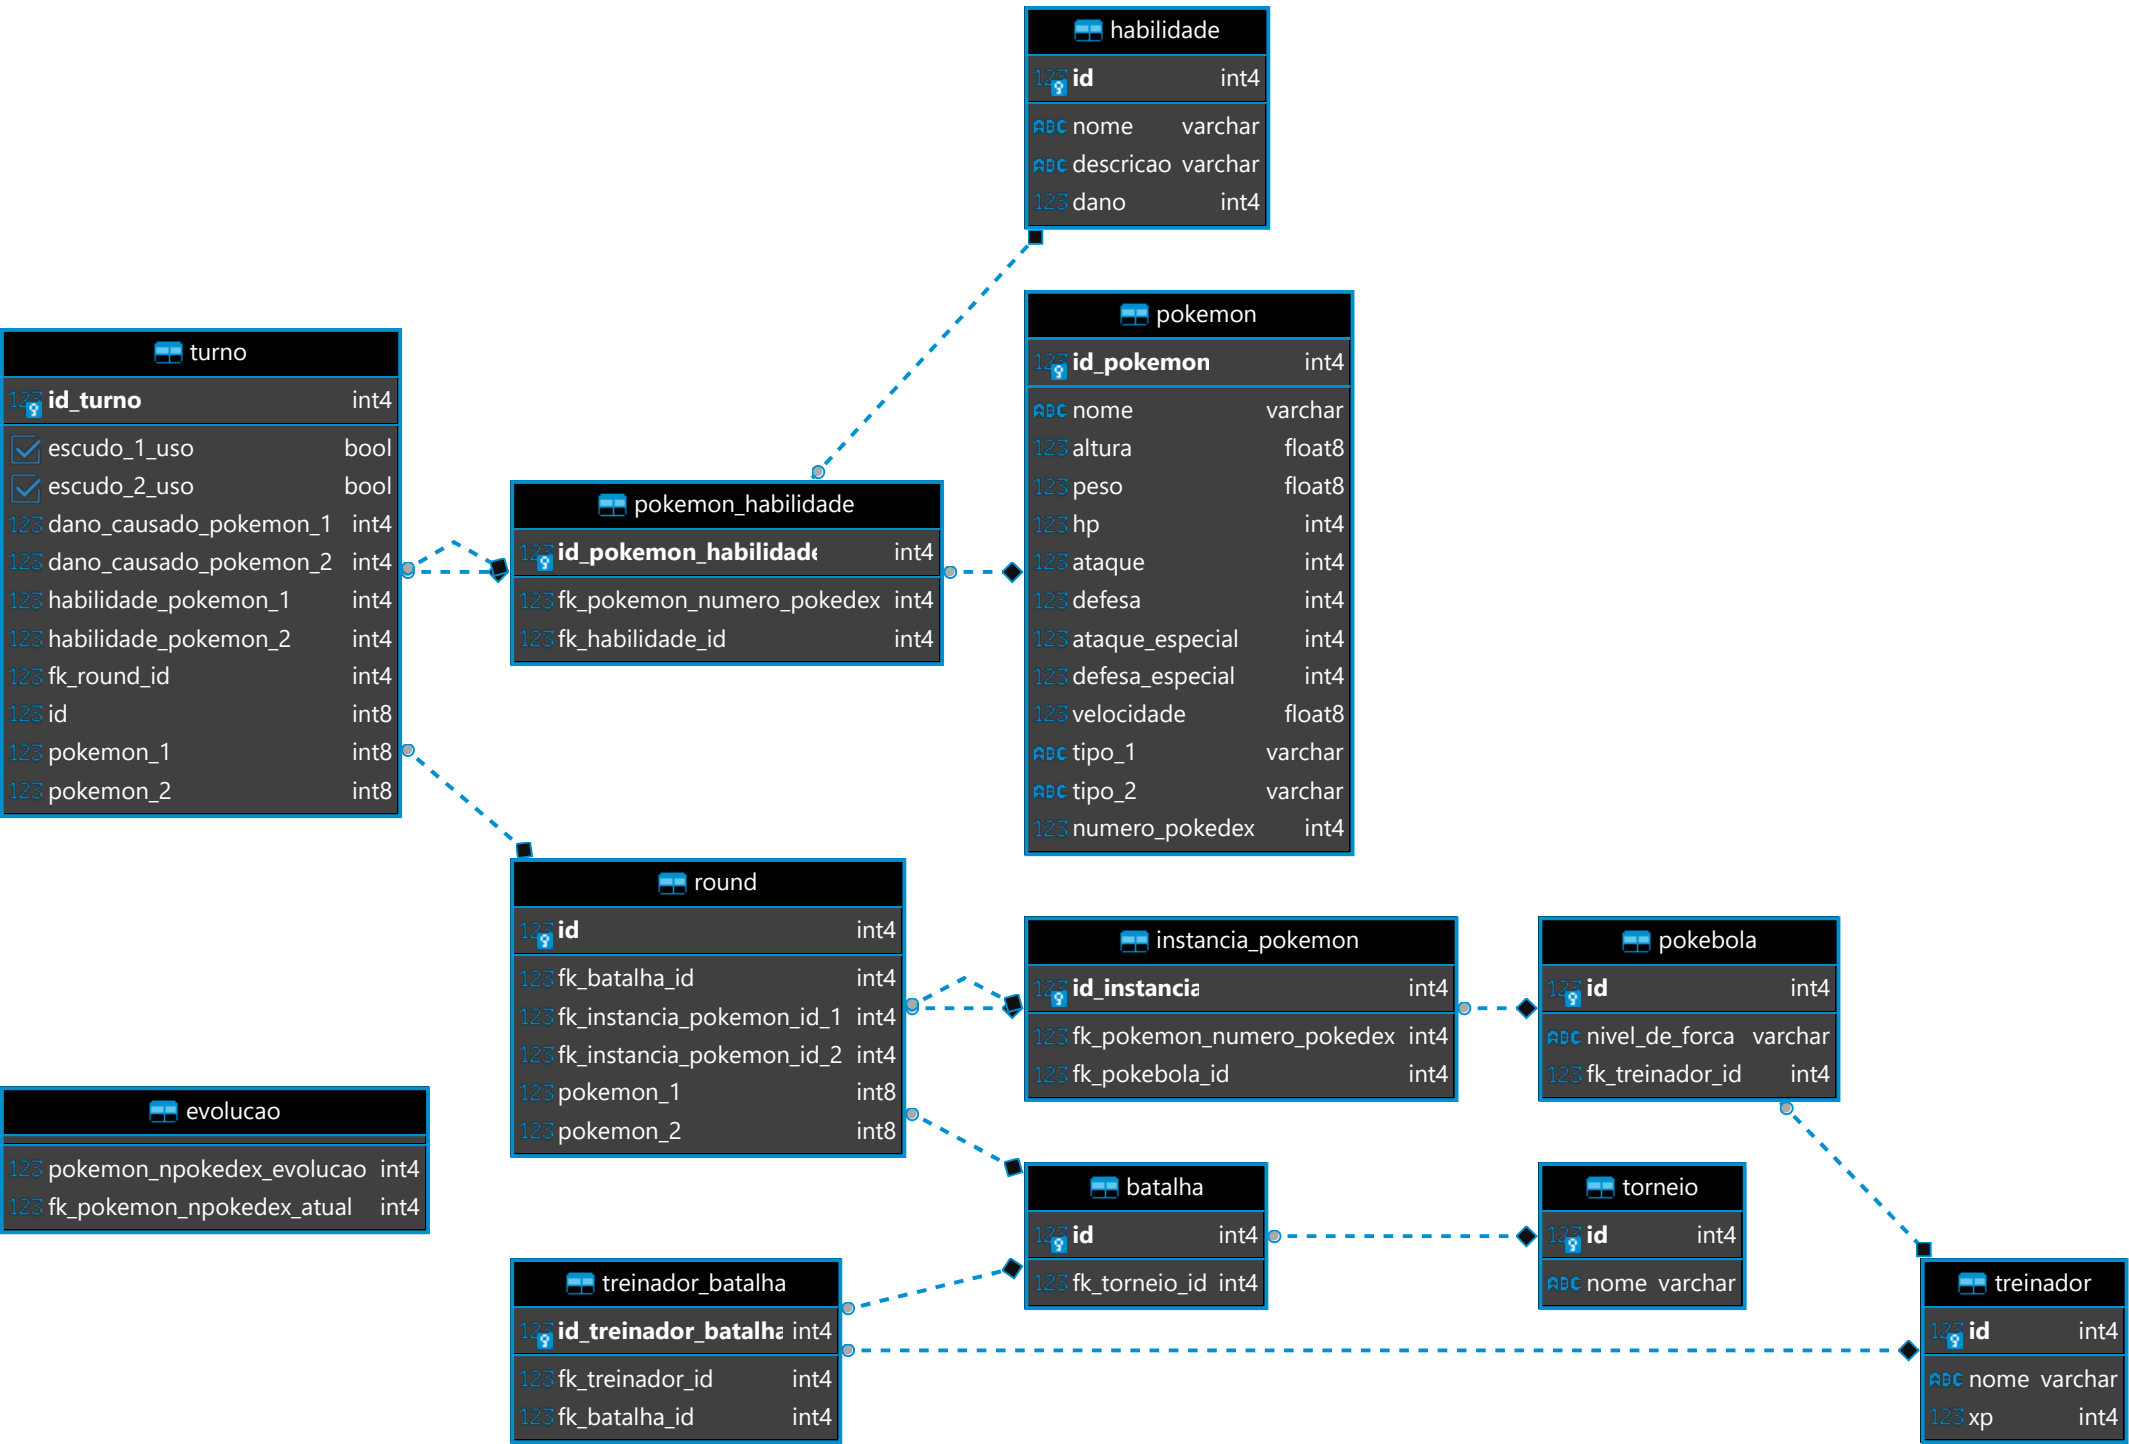 habilidade
id int4
nome varchar
descricao varchar
dano int4
pokemon
id_pokemon int4
nome varchar
altura float8
peso float8
hp int4
ataque int4
defesa int4
ataque_especial int4
defesa_especial int4
velocidade float8
tipo_1 varchar
tipo_2 varchar
numero_pokedex int4
turno
id_turno int4
escudo_1_uso bool
escudo_2_uso bool
dano_causado_pokemon_1 int4
dano_causado_pokemon_2 int4
habilidade_pokemon_1 int4
habilidade_pokemon_2 int4
fk_round_id int4
id int8
pokemon_1 int8
pokemon_2 int8
pokemon_habilidade
id_pokemon_habilidade int4
fk_pokemon_numero_pokedex int4
fk_habilidade_id int4
round
id int4
fk_batalha_id int4
fk_instancia_pokemon_id_1 int4
fk_instancia_pokemon_id_2 int4
pokemon_1 int8
pokemon_2 int8
instancia_pokemon
id_instancia int4
fk_pokemon_numero_pokedex int4
fk_pokebola_id int4
pokebola
id int4
nivel_de_forca varchar
fk_treinador_id int4
evolucao
pokemon_npokedex_evolucao int4
fk_pokemon_npokedex_atual int4
batalha
id int4
fk_torneio_id int4
torneio
id int4
nome varchar
treinador_batalha
id_treinador_batalha int4
fk_treinador_id int4
fk_batalha_id int4
treinador
id int4
nome varchar
xp int4